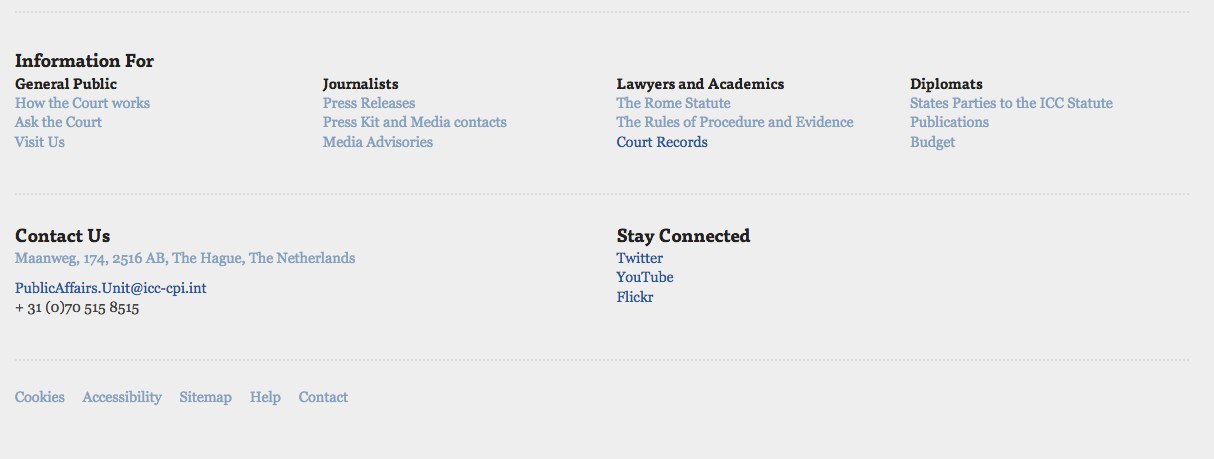 Information For
General Public
How the Court works
Ask the Court
Visit Us
Journalists
Press Releases
Press Kit and Media contacts
Media Advisories
Lawyers and Academics
The Rome Statute
The Rules of Procedure and Evidence
Court Records
Diplomats
States Parties to the ICC Statute
Publications
Budget
Contact Us
Maanweg, 174, 2516 AB, The Hague, The Netherlands
PublicAffairs.Unit@icc-cpi.int
+ 31 (0)70 515 8515
Stay Connected
Twitter
YouTube
Flickr
Cookies Accessibility Sitemap Help Contact